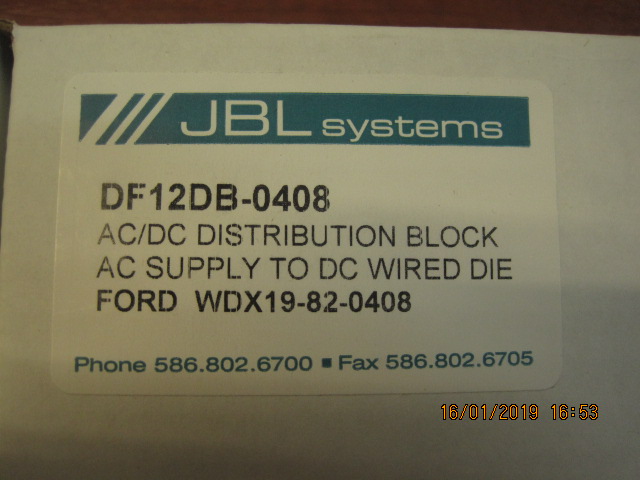 JBL systems
DF12DB-0408
AC/DC DISTRIBUTION BLOCK
AC SUPPLY TO DC WIRED DIE
FORD WDX19-82-0408
Phone 586.802.6700 ▪ Fax 586.802.6705
16/01/2019 16:53